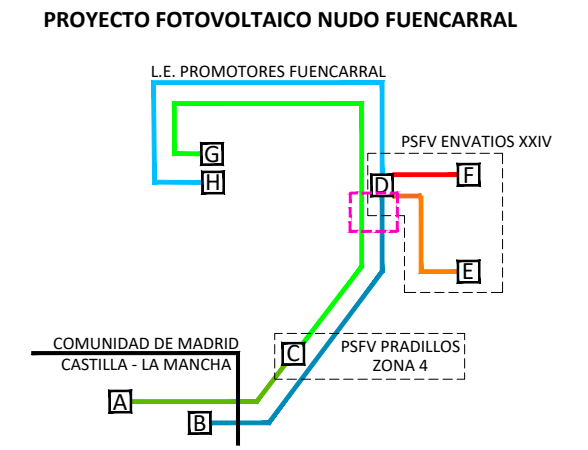 PROYECTO FOTOVOLTAICO NUDO FUENCARRAL
L.E. PROMOTORES FUENCARRAL
PSFV ENVATIOS XXIV
G
F
H
D
E
COMUNIDAD DE MADRID
CASTILLA - LA MANCHA
C
PSFV PRADILLOS
ZONA 4
A
B